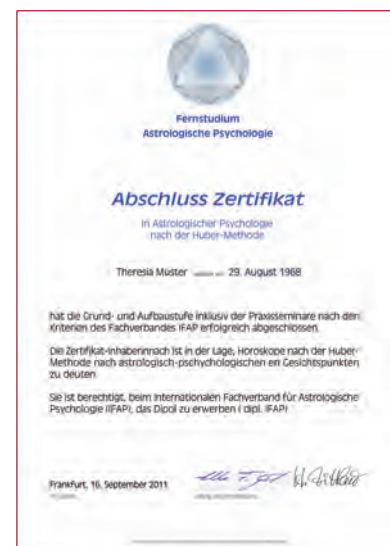 Fernstudium
Astrologische Psychologie
Abschluss Zertifikat
in Astrologischer Psychologie
nach der Huber-Methode
Theresia Muster 29. August 1968
hat die Grund- und Aufbaustufe inklusiv der Praxisseminare nach den
Kriterien des Fachverbandes IFAP erfolgreich abgeschlossen.
Die Zertifikat-Inhaberinnach ist in der Lage, Horoskope nach der Huber-
Methode nach astrologisch-pschychologischen en Gesichtspunkten
zu deuten.
Sie ist berechtigt, beim Internationalen Fachverband für Astrologische
Psychologie (IFAP), das Dipol zu erwerben ( dipl. IFAP)
Frankfurt, 16. September 2011